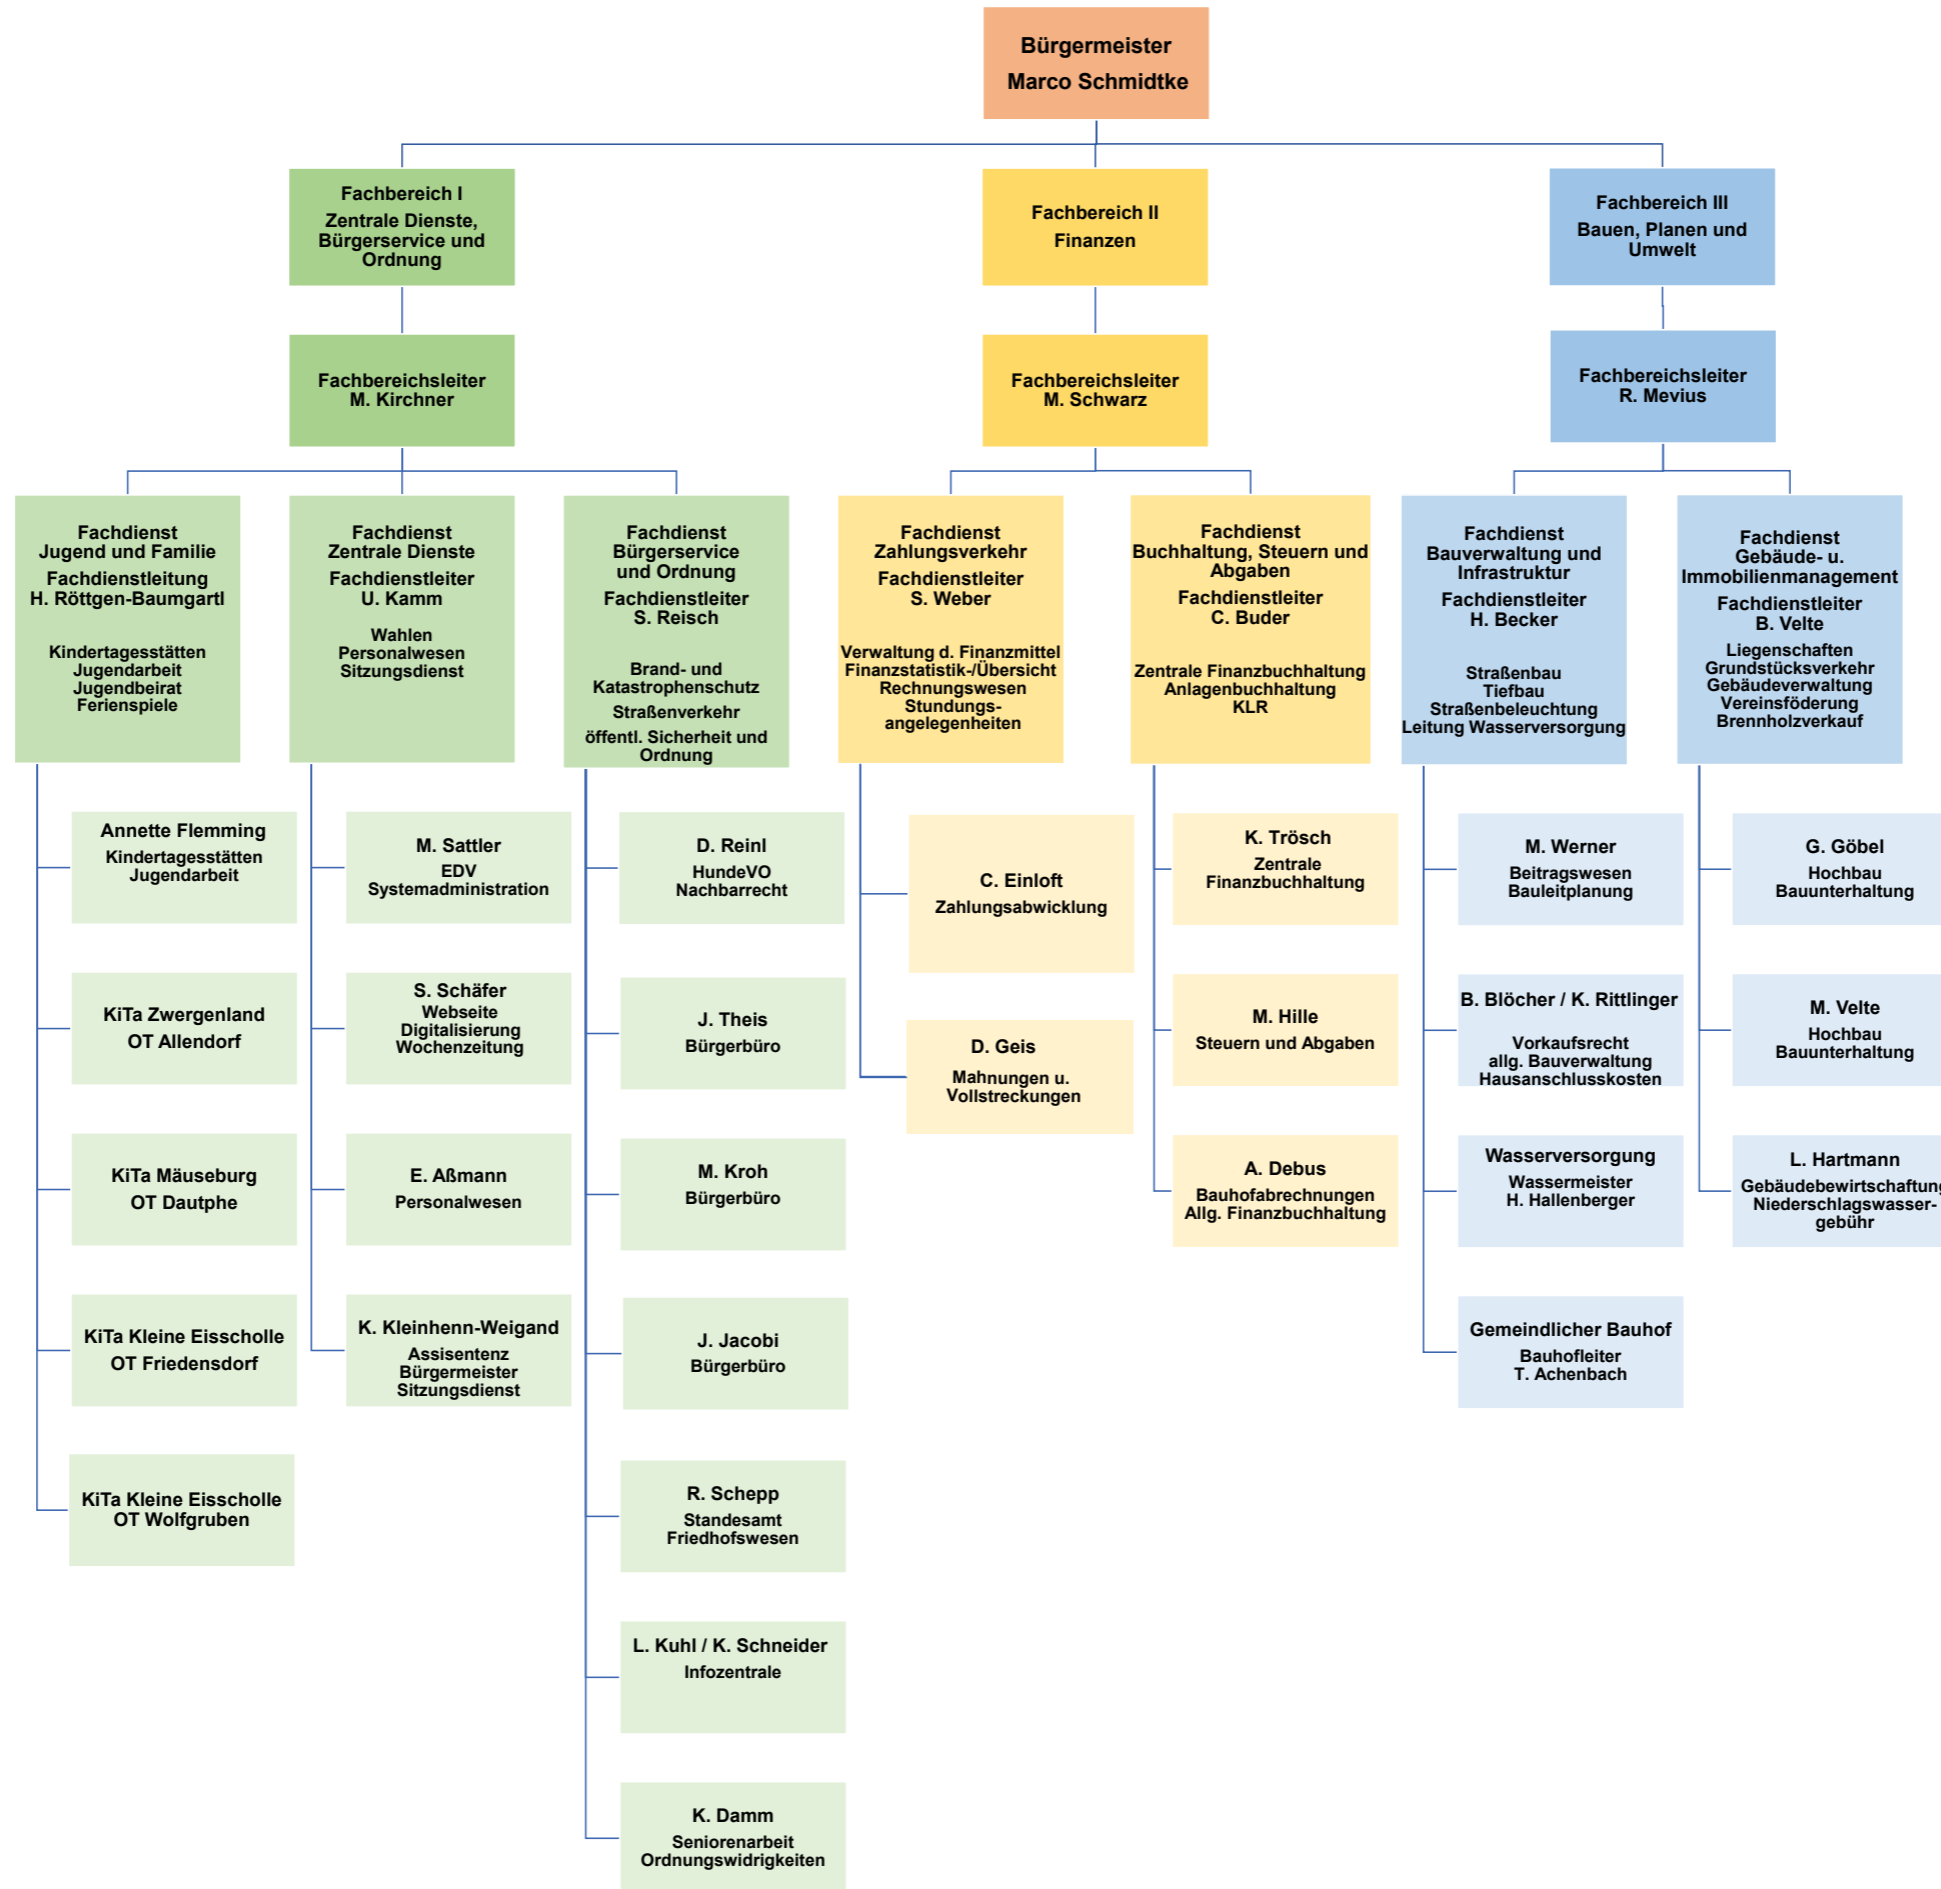 Bürgermeister
Marco Schmidtke
Fachbereich I
Zentrale Dienste,
Bürgerservice und
Ordnung
Fachbereich II
Finanzen
Fachbereich III
Bauen, Planen und
Umwelt
Fachbereichsleiter
M. Kirchner
Fachbereichsleiter
M. Schwarz
Fachbereichsleiter
R. Mevius
Fachdienst
Jugend und Familie
Fachdienstleitung
H. Röttgen-Baumgartl
Kindertagesstätten
Jugendarbeit
Jugendbeirat
Ferienspiele
Fachdienst
Zentrale Dienste
Fachdienstleiter
U. Kamm
Wahlen
Personalwesen
Sitzungsdienst
Fachdienst
Bürgerservice
und Ordnung
Fachdienstleiter
S. Reisch
Brand- und
Katastrophenschutz
Straßenverkehr
öffentl. Sicherheit und
Ordnung
Fachdienst
Zahlungsverkehr
Fachdienstleiter
S. Weber
Verwaltung d. Finanzmittel
Finanzstatistik-/Übersicht
Rechnungswesen
Stundungs-
angelegenheiten
Fachdienst
Buchhaltung, Steuern und
Abgaben
Fachdienstleiter
C. Buder
Zentrale Finanzbuchhaltung
Anlagenbuchhaltung
KLR
Fachdienst
Bauverwaltung und
Infrastruktur
Fachdienstleiter
H. Becker
Straßenbau
Tiefbau
Straßenbeleuchtung
Leitung Wasserversorgung
Fachdienst
Gebäude- u.
Immobilienmanagement
Fachdienstleiter
B. Velte
Liegenschaften
Grundstücksverkehr
Gebäudeverwaltung
Vereinsföderung
Brennholzverkauf
Annette Flemming
Kindertagesstätten
Jugendarbeit
KiTa Zwergenland
OT Allendorf
KiTa Mäuseburg
OT Dautphe
KiTa Kleine Eisscholle
OT Friedensdorf
KiTa Kleine Eisscholle
OT Wolfgruben
M. Sattler
EDV
Systemadministration
S. Schäfer
Webseite
Digitalisierung
Wochenzeitung
E. Aßmann
Personalwesen
K. Kleinhenn-Weigand
Assisentenz
Bürgermeister
Sitzungsdienst
D. Reinl
HundeVO
Nachbarrecht
J. Theis
Bürgerbüro
M. Kroh
Bürgerbüro
J. Jacobi
Bürgerbüro
R. Schepp
Standesamt
Friedhofswesen
L. Kuhl / K. Schneider
Infozentrale
K. Damm
Seniorenarbeit
Ordnungswidrigkeiten
C. Einloft
Zahlungsabwicklung
D. Geis
Mahnungen u.
Vollstreckungen
K. Trösch
Zentrale
Finanzbuchhaltung
M. Hille
Steuern und Abgaben
A. Debus
Bauhofabrechnungen
Allg. Finanzbuchhaltung
M. Werner
Beitragswesen
Bauleitplanung
B. Blöcher / K. Rittlinger
Vorkaufsrecht
allg. Bauverwaltung
Hausanschlusskosten
Wasserversorgung
Wassermeister
H. Hallenberger
Gemeindlicher Bauhof
Bauhofleiter
T. Achenbach
G. Göbel
Hochbau
Bauunterhaltung
M. Velte
Hochbau
Bauunterhaltung
L. Hartmann
Gebäudebewirtschaftung
Niederschlagswasser-
gebühr